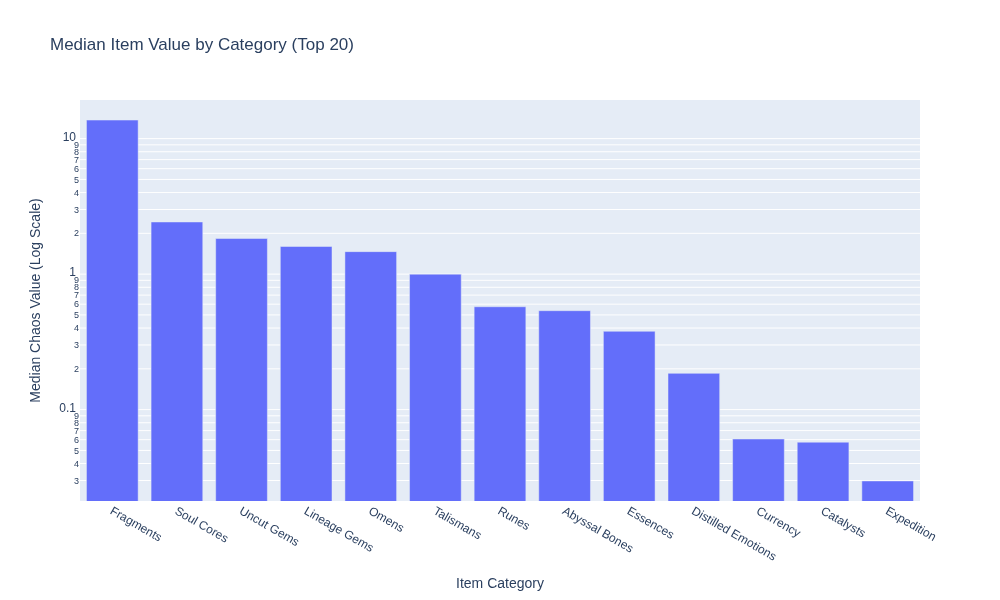 Median Item Value by Category (Top 20)
Median Chaos Value (Log Scale)
10
9
8
7
6
5
4
3
2
1
9
8
7
6
5
4
3
2
0.1
9
8
7
6
5
4
3
Fragments
Soul Cores
Uncut Gems
Lineage Gems
Omens
Talismans
Runes
Abyssal Bones
Essences
Distilled Emotions
Currency
Catalysts
Expedition
Item Category